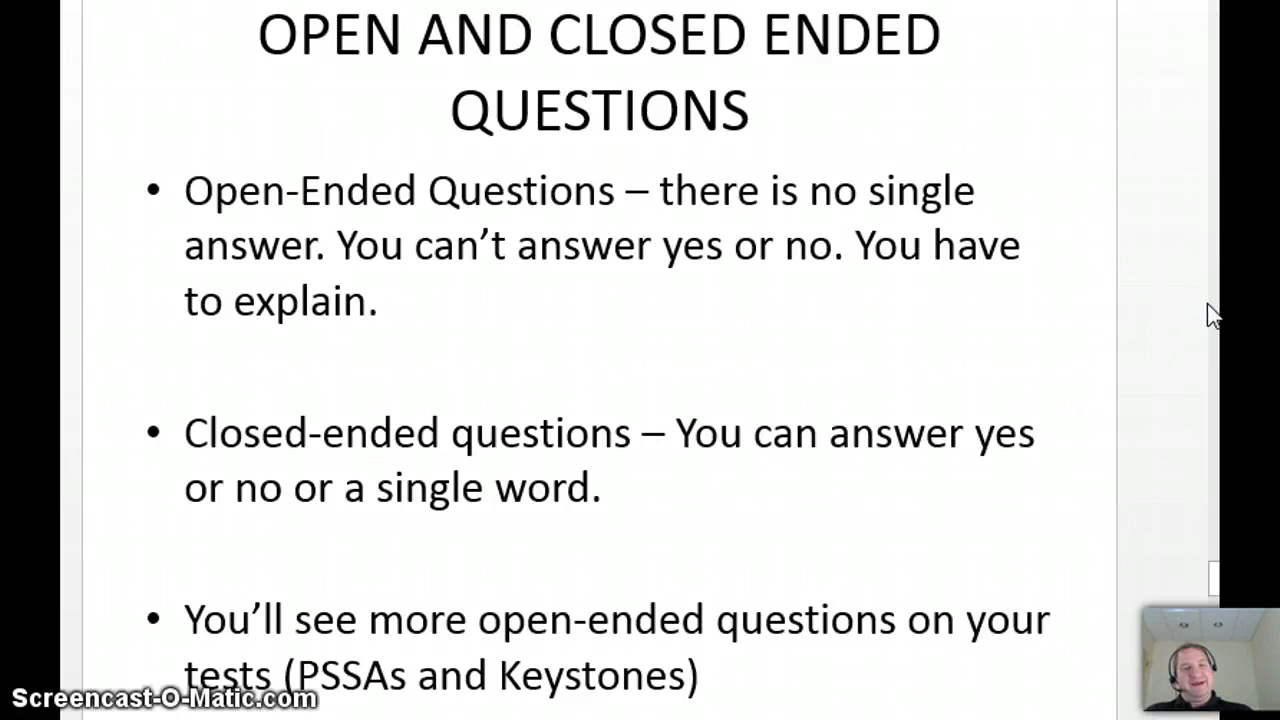 OPEN AND CLOSED ENDED
QUESTIONS
• Open-Ended Questions – there is no single
answer. You can’t answer yes or no. You have
to explain.
• Closed-ended questions – You can answer yes
or no or a single word.
• You’ll see more open-ended questions on your
tests (PSSAs and Keystones)
Screencast-O-Matic.com